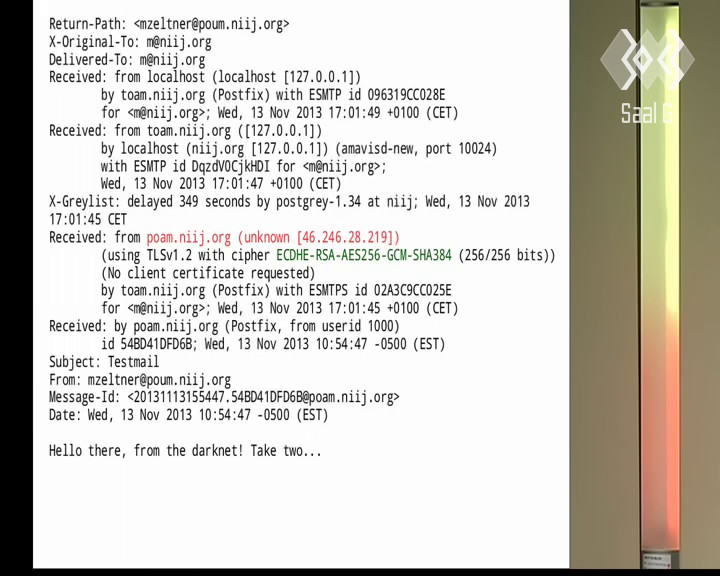 Return-Path: <mzeltner@poum.niij.org>
X-Original-To: m@niij.org
Delivered-To: m@niij.org
Received: from localhost (localhost [127.0.0.1])
by toam.niij.org (Postfix) with ESMTP id 096319CC028E
for <m@niij.org>; Wed, 13 Nov 2013 17:01:49 +0100 (CET)
Received: from toam.niij.org ([127.0.0.1])
by localhost (niij.org [127.0.0.1]) (amavisd-new, port 10024)
with ESMTP id DqzdVOCjkHDI for <m@niij.org>;
Wed, 13 Nov 2013 17:01:47 +0100 (CET)
X-Greylist: delayed 349 seconds by postgrey-1.34 at niij; Wed, 13 Nov 2013
17:01:45 CET
Received: from poam.niij.org (unknown [46.246.28.219])
(using TLSv1.2 with cipher ECDHE-RSA-AES256-GCM-SHA384 (256/256 bits))
(No client certificate requested)
by toam.niij.org (Postfix) with ESMTPS id 02A3C9CC025E
for <m@niij.org>; Wed, 13 Nov 2013 17:01:45 +0100 (CET)
Received: by poam.niij.org (Postfix, from userid 1000)
id 54BD41DFD6B; Wed, 13 Nov 2013 10:54:47 -0500 (EST)
Subject: Testmail
From: mzeltner@poum.niij.org
Message-Id: <20131113155447.54BD41DFD6B@poam.niij.org>
Date: Wed, 13 Nov 2013 10:54:47 -0500 (EST)
Hello there, from the darknet! Take two...
Saal G